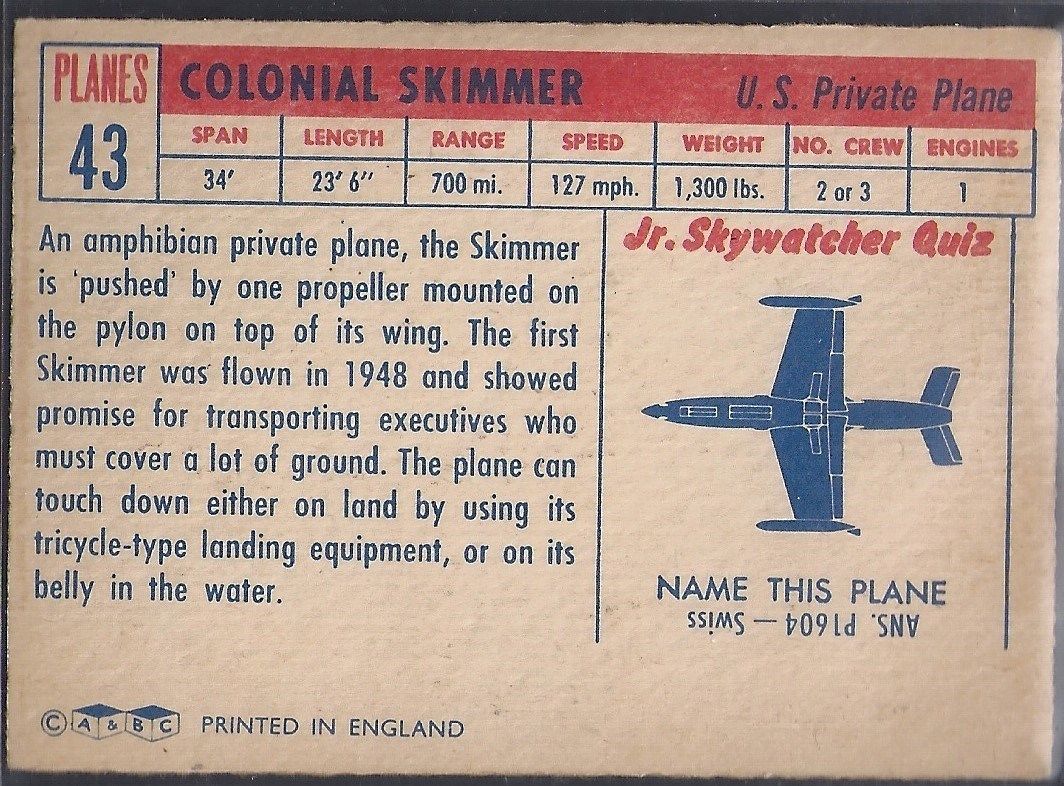 PLANES
43
COLONIAL SKIMMER
U. S. Private Plane
SPAN LENGTH RANGE SPEED WEIGHT NO. CREW ENGINES
34′ 23′ 6″ 700 mi. 127 mph. 1,300 lbs. 2 or 3 1
An amphibian private plane, the Skimmer
is ‘pushed’ by one propeller mounted on
the pylon on top of its wing. The first
Skimmer was flown in 1948 and showed
promise for transporting executives who
must cover a lot of ground. The plane can
touch down either on land by using its
tricycle-type landing equipment, or on its
belly in the water.
Jr. Skywatcher Quiz
NAME THIS PLANE
ANS. P1604 — Swiss
© A & B C PRINTED IN ENGLAND